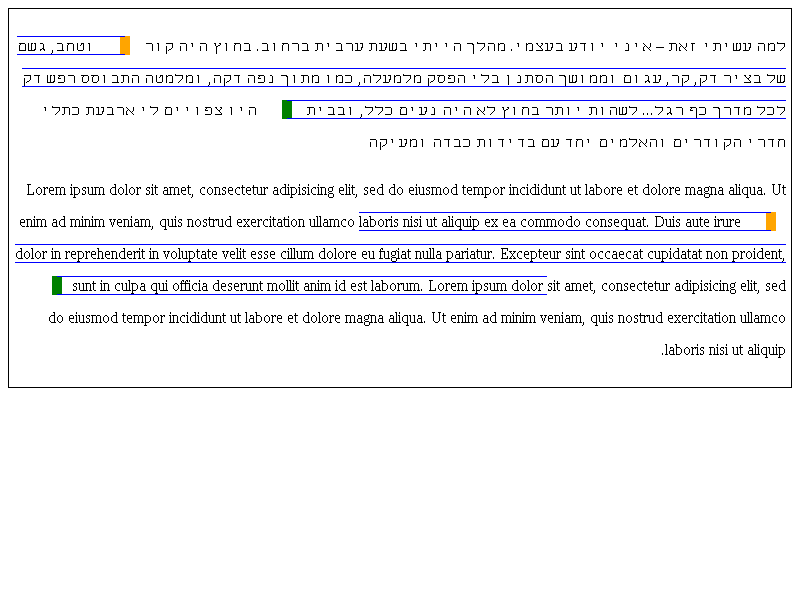 למה עשיתי זאת – איני יודע בעצמי. מהלך הייתי בשעת ערבית ברחוב. בחוץ היה קור וטחב, גשם
של בציר דק, קר, עגום וממושך הסתנן בלי הפסק מלמעלה, כמו מתוך נפה דקה, ומלמטה התבוסס רפש דק
לכל מדרך כף רגל... לשהות יותר בחוץ לא היה נעים כלל, ובבית היו צפויים לי ארבעת כתלי
חדרי הקודרים והאלמים יחד עם בדידות כבדה ומעיקה
Lorem ipsum dolor sit amet, consectetur adipisicing elit, sed do eiusmod tempor incididunt ut labore et dolore magna aliqua. Ut
enim ad minim veniam, quis nostrud exercitation ullamco laboris nisi ut aliquip ex ea commodo consequat. Duis aute irure
dolor in reprehenderit in voluptate velit esse cillum dolore eu fugiat nulla pariatur. Excepteur sint occaecat cupidatat non proident,
sunt in culpa qui officia deserunt mollit anim id est laborum. Lorem ipsum dolor sit amet, consectetur adipisicing elit, sed
do eiusmod tempor incididunt ut labore et dolore magna aliqua. Ut enim ad minim veniam, quis nostrud exercitation ullamco
.laboris nisi ut aliquip